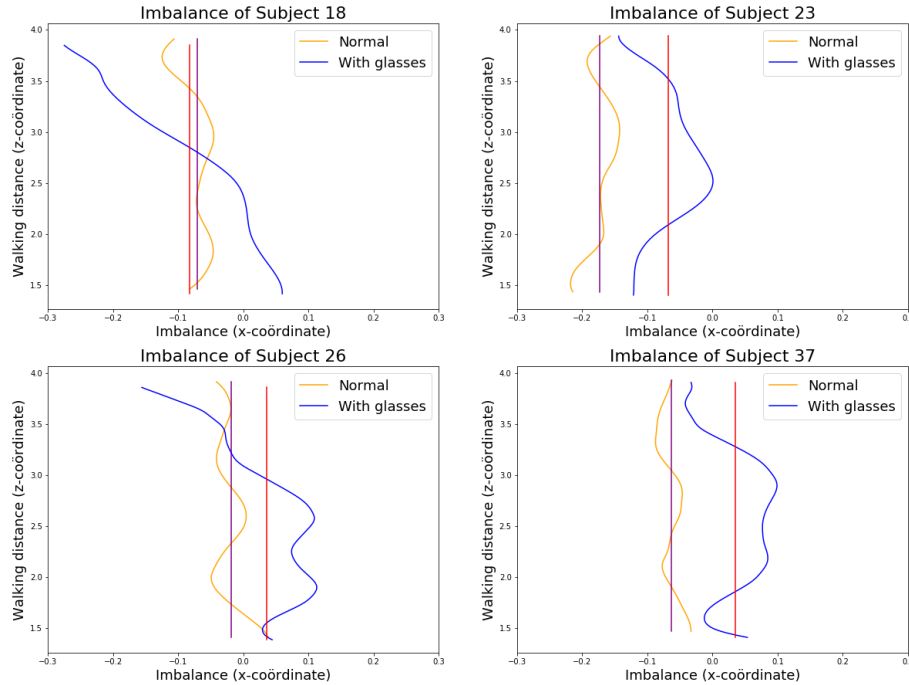 Imbalance of Subject 18
Normal
With glasses
Walking distance (z-coördinate)
4.0
3.5
3.0
2.5
2.0
1.5
−0.3 −0.2 −0.1 0.0 0.1 0.2 0.3
Imbalance (x-coördinate)
Imbalance of Subject 23
Normal
With glasses
Walking distance (z-coördinate)
4.0
3.5
3.0
2.5
2.0
1.5
−0.3 −0.2 −0.1 0.0 0.1 0.2 0.3
Imbalance (x-coördinate)
Imbalance of Subject 26
Normal
With glasses
Walking distance (z-coördinate)
4.0
3.5
3.0
2.5
2.0
1.5
−0.3 −0.2 −0.1 0.0 0.1 0.2 0.3
Imbalance (x-coördinate)
Imbalance of Subject 37
Normal
With glasses
Walking distance (z-coördinate)
4.0
3.5
3.0
2.5
2.0
1.5
−0.3 −0.2 −0.1 0.0 0.1 0.2 0.3
Imbalance (x-coördinate)